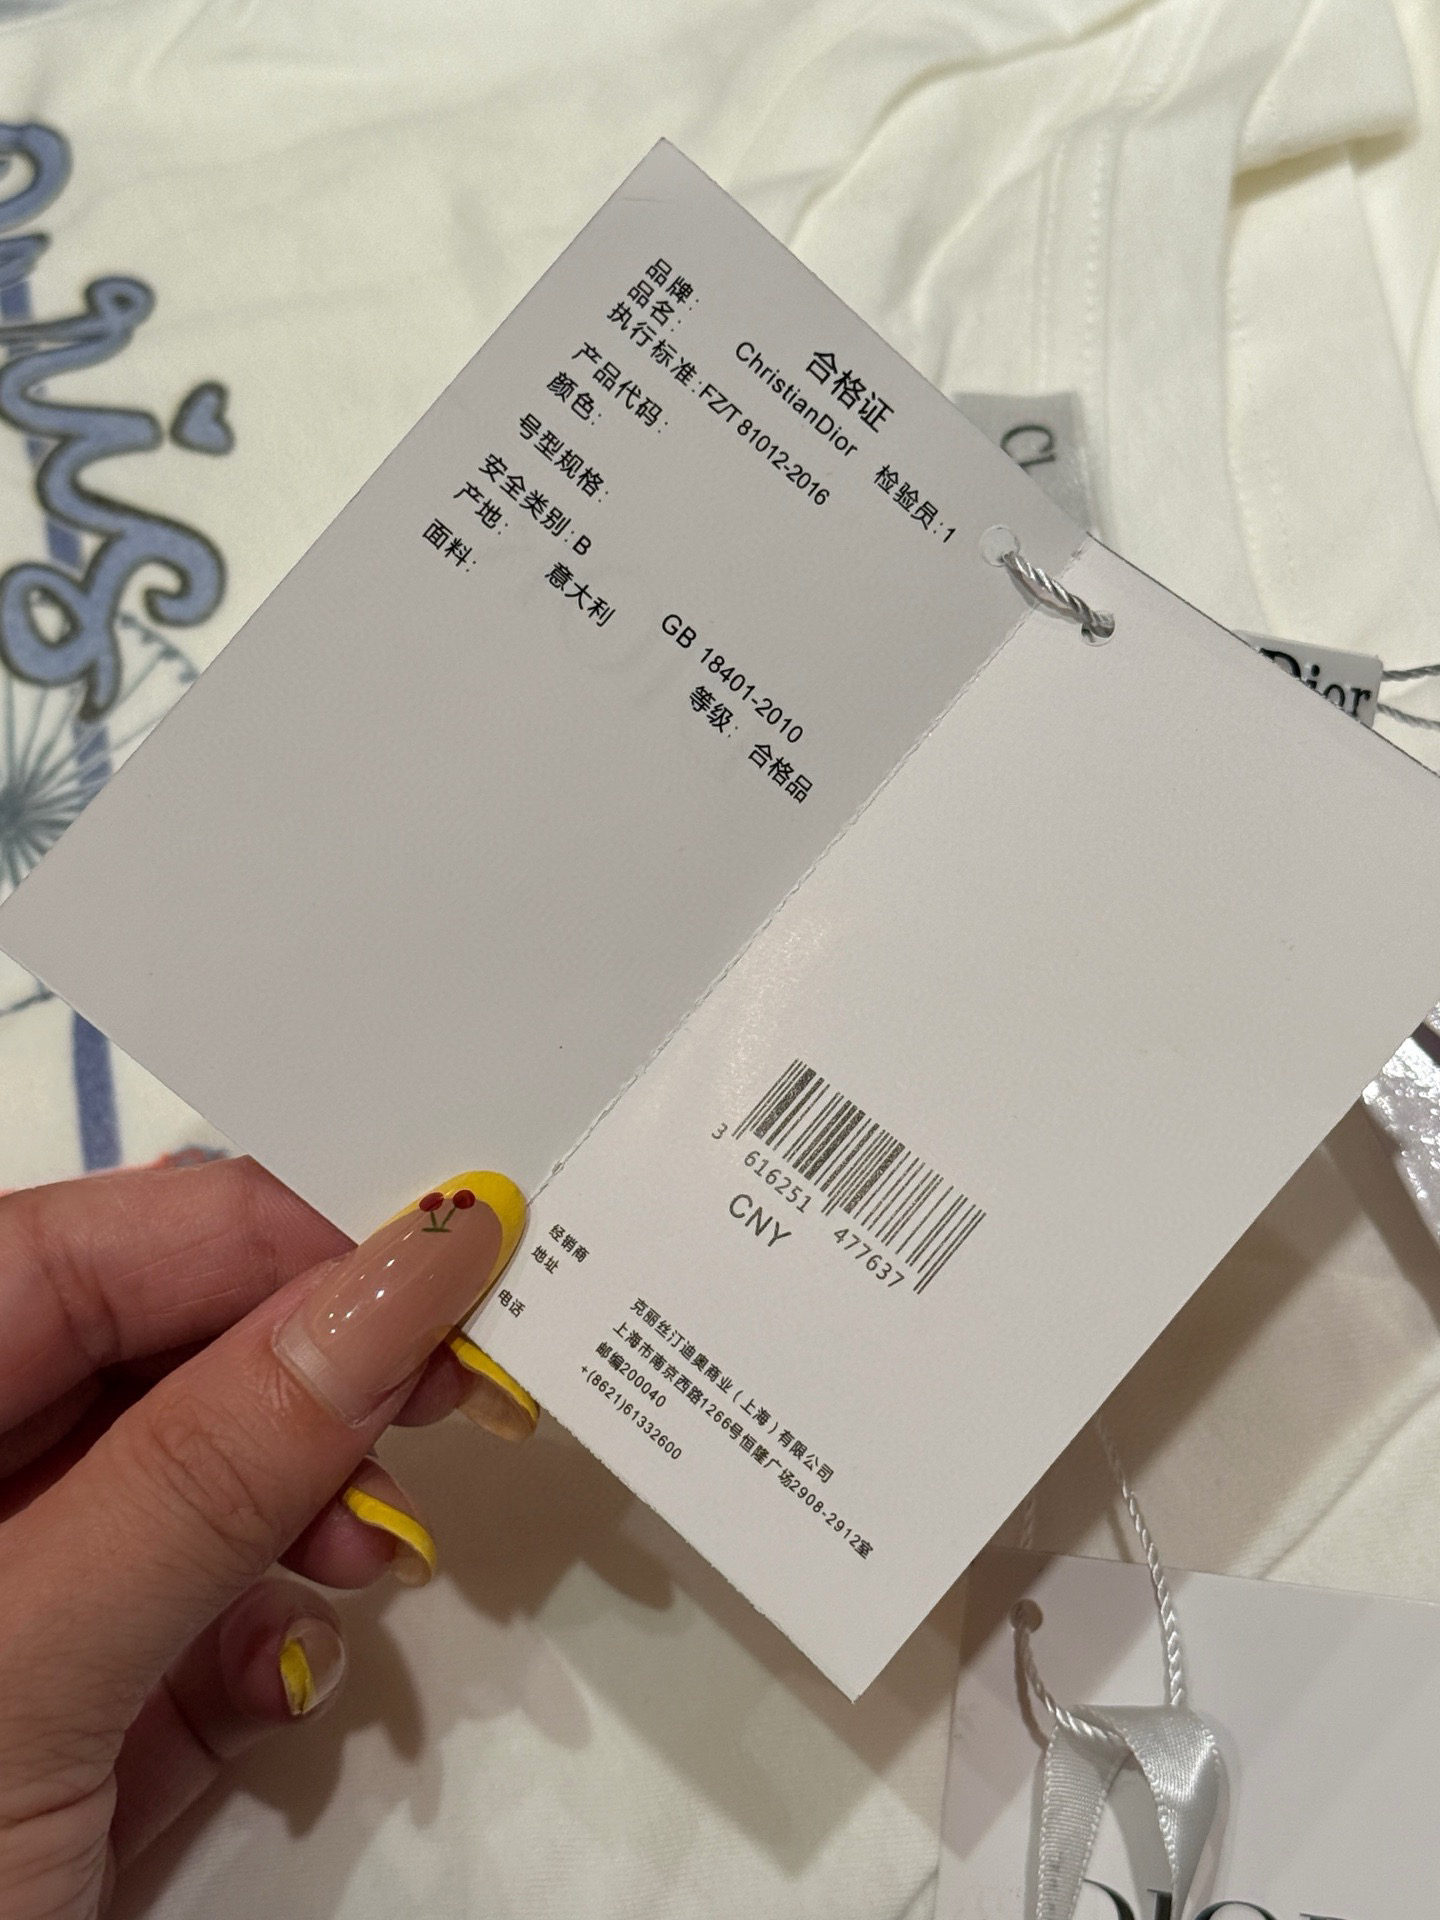 合格证
品牌: ChristianDior 检验员:1
品名:
执行标准:FZ/T 81012-2016
产品代码:
颜色:
号型规格:
安全类别:B GB 18401-2010
产地: 意大利 等级: 合格品
面料:
3 616251 477637
CNY
经销商 克丽丝汀迪奥商业(上海)有限公司
地址 上海市南京西路1266号恒隆广场2908-2912室
邮编200040
电话 +(8621)61332600
Dior
DIOR